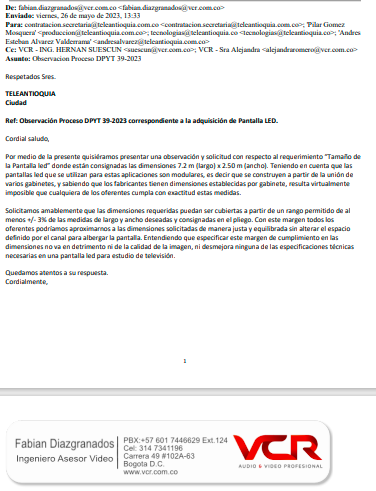 De: fabian.diazgranados@vcr.com.co <fabian.diazgranados@vcr.com.co>
Enviado: viernes, 26 de mayo de 2023, 13:33
Para: contratacion.secretaria@teleantioquia.com.co <contratacion.secretaria@teleantioquia.com.co>; 'Pilar Gomez
Mosquera' <produccion@teleantioquia.com.co>; tecnologias@teleantioquia.co <tecnologias@teleantioquia.co>; 'Andres
Esteban Alvarez Valderrama' <andresalvarez@teleantioquia.com.co>
Cc: VCR - ING. HERNAN SUESCUN <suescun@vcr.com.co>; VCR - Sra Alejandra <alejandraromero@vcr.com.co>
Asunto: Observacion Proceso DPYT 39-2023
Respetados Sres.
TELEANTIOQUIA
Ciudad
Ref: Observación Proceso DPYT 39-2023 correspondiente a la adquisición de Pantalla LED.
Cordial saludo,
Por medio de la presente quisiéramos presentar una observación y solicitud con respecto al requerimiento "Tamaño de
la Pantalla led" donde están consignadas las dimensiones 7.2 m (largo) x 2.50 m (ancho). Teniendo en cuenta que las
pantallas led que se utilizan para estas aplicaciones son modulares, es decir que se construyen a partir de la unión de
varios gabinetes, y sabiendo que los fabricantes tienen dimensiones establecidas por gabinete, resulta virtualmente
imposible que cualquiera de los oferentes cumpla con exactitud estas medidas.
Solicitamos amablemente que las dimensiones requeridas puedan ser cubiertas a partir de un rango permitido de al
menos +/- 3% de las medidas de largo y ancho deseadas y consignadas en el pliego. Con este margen todos los
oferentes podríamos aproximarnos a las dimensiones solicitadas de manera justa y equilibrada sin alterar el espacio
definido por el canal para albergar la pantalla. Entendiendo que especificar este margen de cumplimiento en las
dimensiones no va en detrimento ni de la calidad de la imagen, ni desmejora ninguna de las especificaciones técnicas
necesarias en una pantalla led para estudio de televisión.
Quedamos atentos a su respuesta.
Cordialmente,
1
Fabian Diazgranados
Ingeniero Asesor Video
PBX:+57 601 7446629 Ext.124
Cel: 314 7341196
Carrera 49 #102A-63
Bogota D.C.
www.vcr.com.co
VCR
AUDIO & VIDEO PROFESIONAL